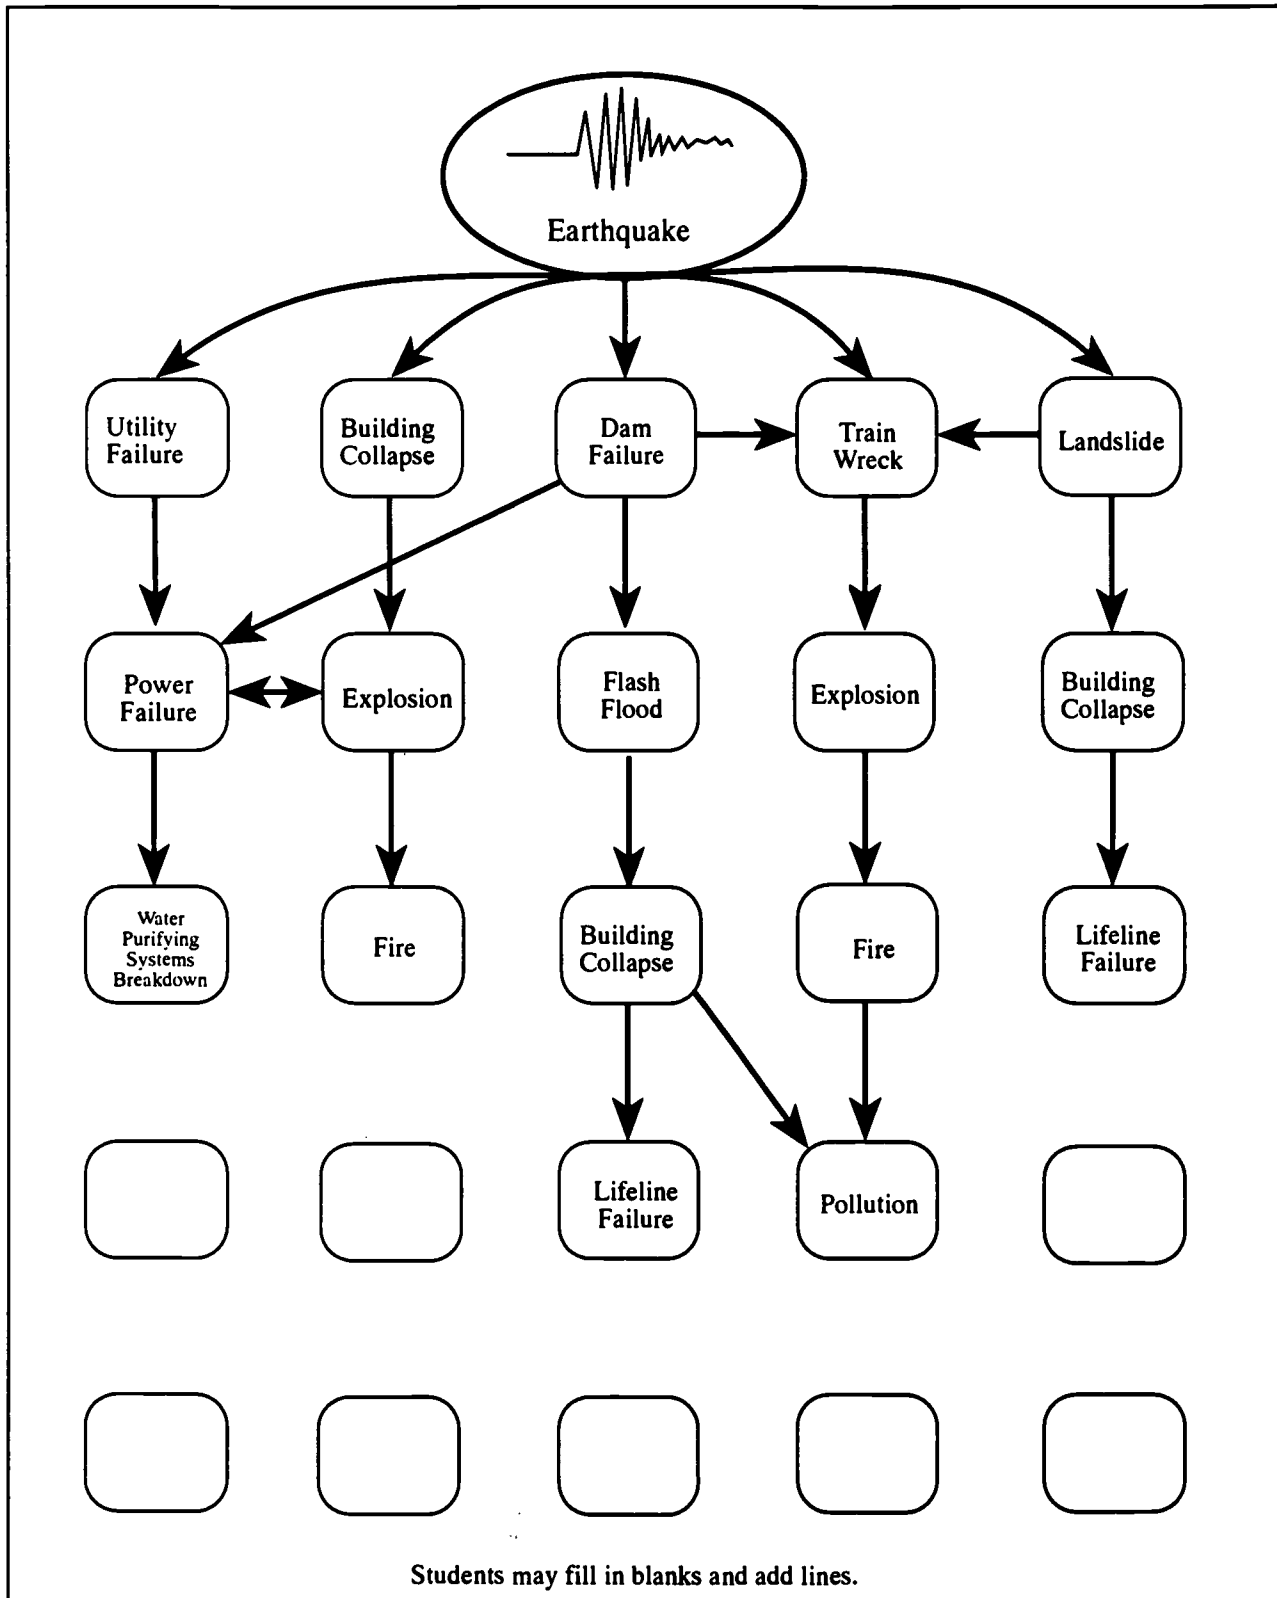 Earthquake
Utility
Failure
Building
Collapse
Dam
Failure
Train
Wreck
Landslide
Power
Failure
Explosion
Flash
Flood
Explosion
Building
Collapse
Water
Purifying
Systems
Breakdown
Fire
Building
Collapse
Fire
Lifeline
Failure
Lifeline
Failure
Pollution
Students may fill in blanks and add lines.